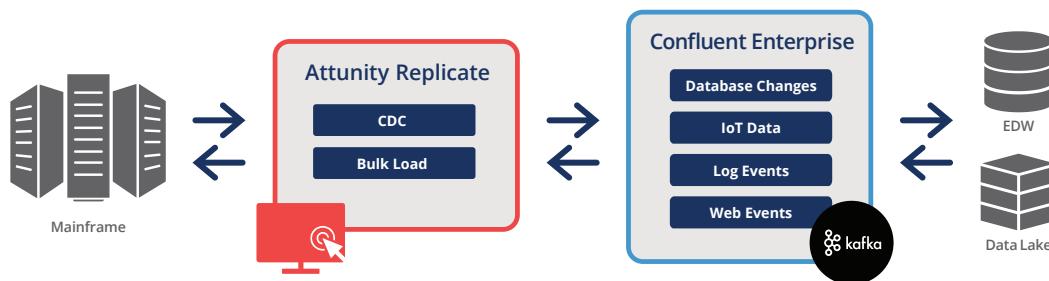 Mainframe
Attunity Replicate
CDC
Bulk Load
Confluent Enterprise
Database Changes
IoT Data
Log Events
Web Events
kafka
EDW
Data Lake